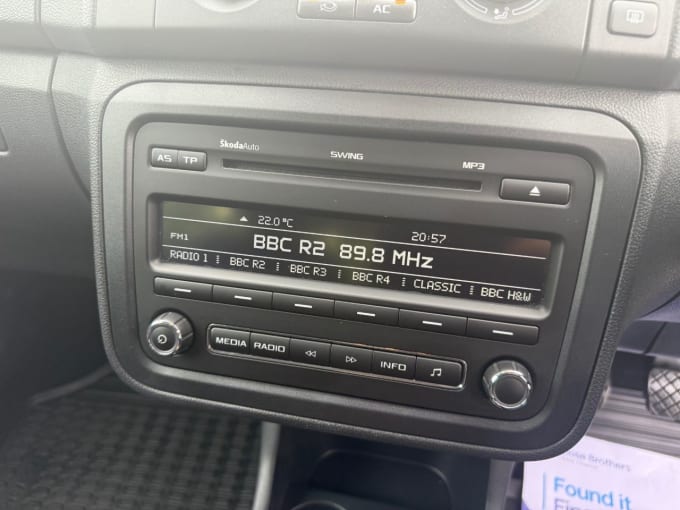 AC
AS TP
ŠkodaAuto
SWING
MP3
22.0 °C
20:57
FM1
BBC R2 89.8 MHz
RADIO 1 BBC R2 BBC R3 BBC R4 CLASSIC BBC H&W
MEDIA RADIO INFO
Brothers
Found it